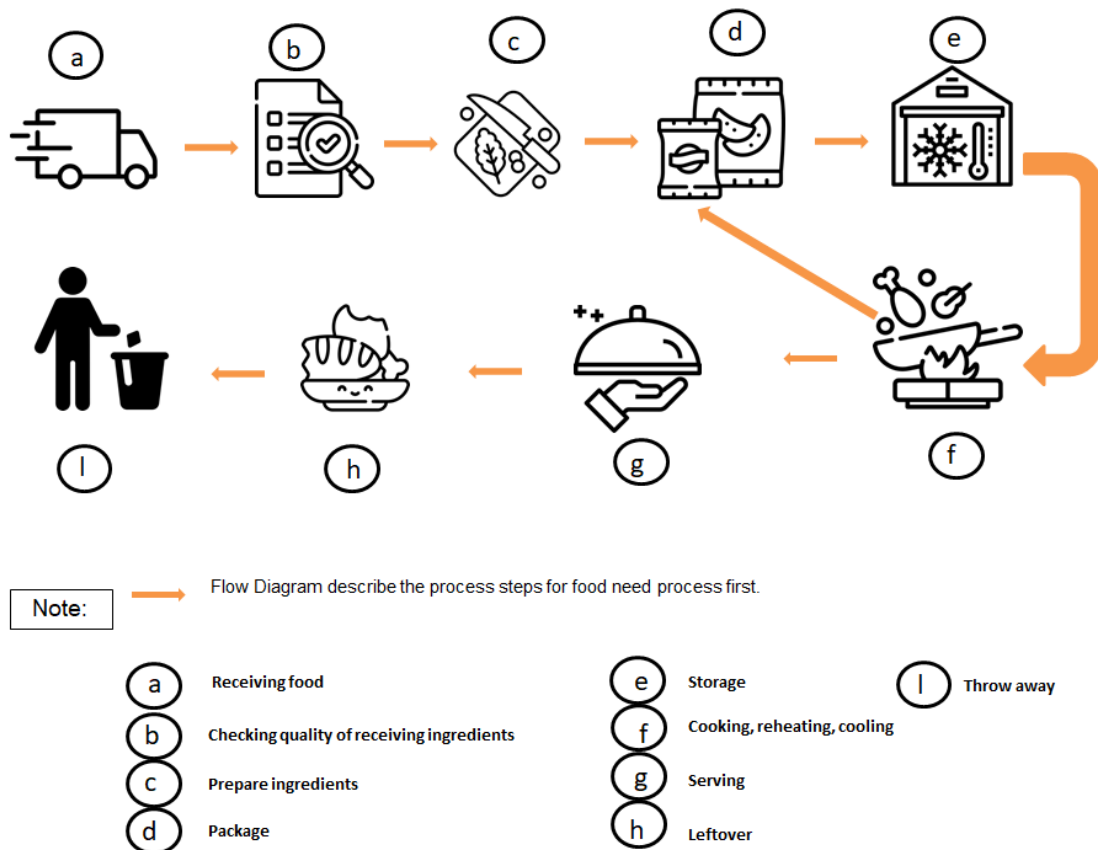 a
b
c
d
e
l
h
g
f
Note:
Flow Diagram describe the process steps for food need process first.
a Receiving food
b Checking quality of receiving ingredients
c Prepare ingredients
d Package
e Storage
f Cooking, reheating, cooling
g Serving
h Leftover
l Throw away